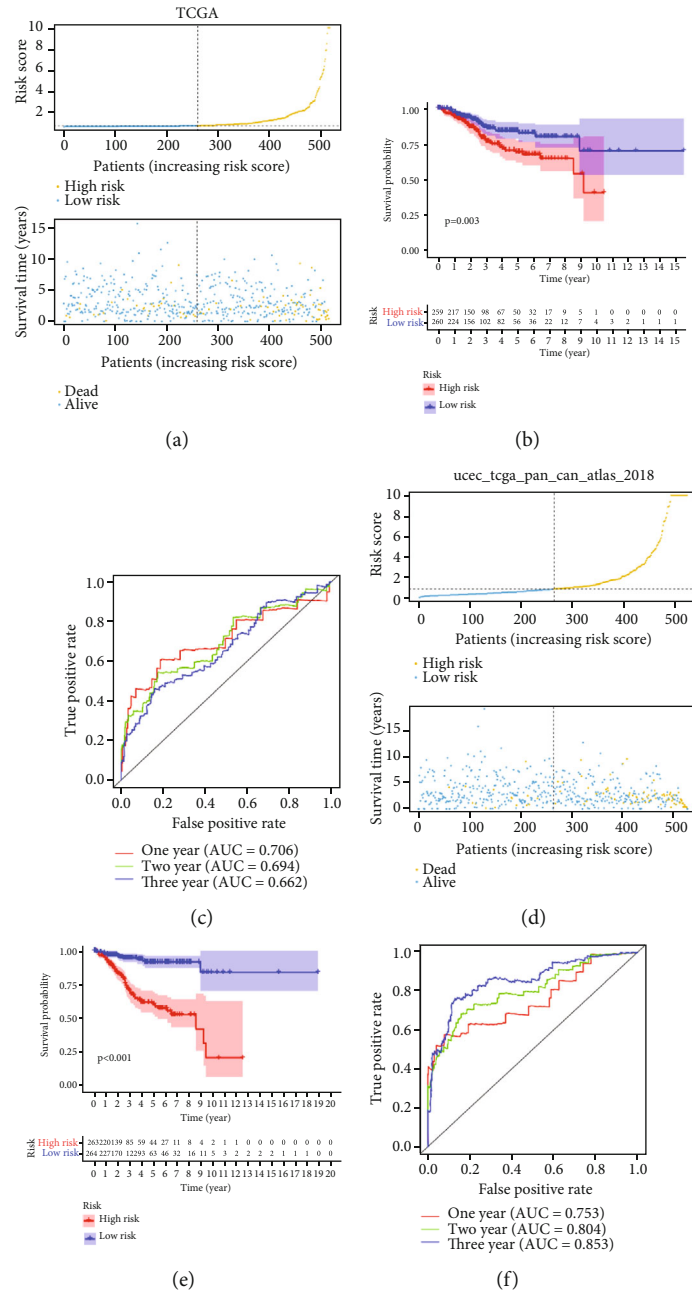 TCGA
10
8
6
4
2
Risk score
0 100 200 300 400 500
Patients (increasing risk score)
High risk
Low risk
15
10
5
0
Survival time (years)
0 100 200 300 400 500
Patients (increasing risk score)
Dead
Alive
(a)
1.00
0.75
0.50
0.25
0.00
Survival probability
p=0.003
0 1 2 3 4 5 6 7 8 9 10 11 12 13 14 15
Time (year)
Risk
High risk 259 217 150 98 67 50 32 17 9 5 1 0 0 0 0 0
Low risk 260 224 156 102 82 56 36 22 12 7 4 3 2 1 1 1
0 1 2 3 4 5 6 7 8 9 10 11 12 13 14 15
Time (year)
Risk
High risk
Low risk
(b)
1.0
0.8
0.6
0.4
0.2
0.0
True positive rate
0.0 0.2 0.4 0.6 0.8 1.0
False positive rate
One year (AUC = 0.706)
Two year (AUC = 0.694)
Three year (AUC = 0.662)
(c)
ucec_tcga_pan_can_atlas_2018
10
8
6
4
2
0
Risk score
0 100 200 300 400 500
Patients (increasing risk score)
High risk
Low risk
15
10
5
0
Survival time (years)
0 100 200 300 400 500
Patients (increasing risk score)
Dead
Alive
(d)
1.00
0.75
0.50
0.25
0.00
Survival probability
p<0.001
0 1 2 3 4 5 6 7 8 9 10 11 12 13 14 15 16 17 18 19 20
Time (year)
Risk
High risk 263220139 85 59 44 27 11 8 4 2 1 1 0 0 0 0 0 0 0 0
Low risk 264 227170 12293 63 46 32 16 11 5 3 2 2 2 2 1 1 1 0 0
0 1 2 3 4 5 6 7 8 9 10 11 12 13 14 15 16 17 18 19 20
Time (year)
Risk
High risk
Low risk
(e)
1.0
0.8
0.6
0.4
0.2
0.0
True positive rate
0.0 0.2 0.4 0.6 0.8 1.0
False positive rate
One year (AUC = 0.753)
Two year (AUC = 0.804)
Three year (AUC = 0.853)
(f)